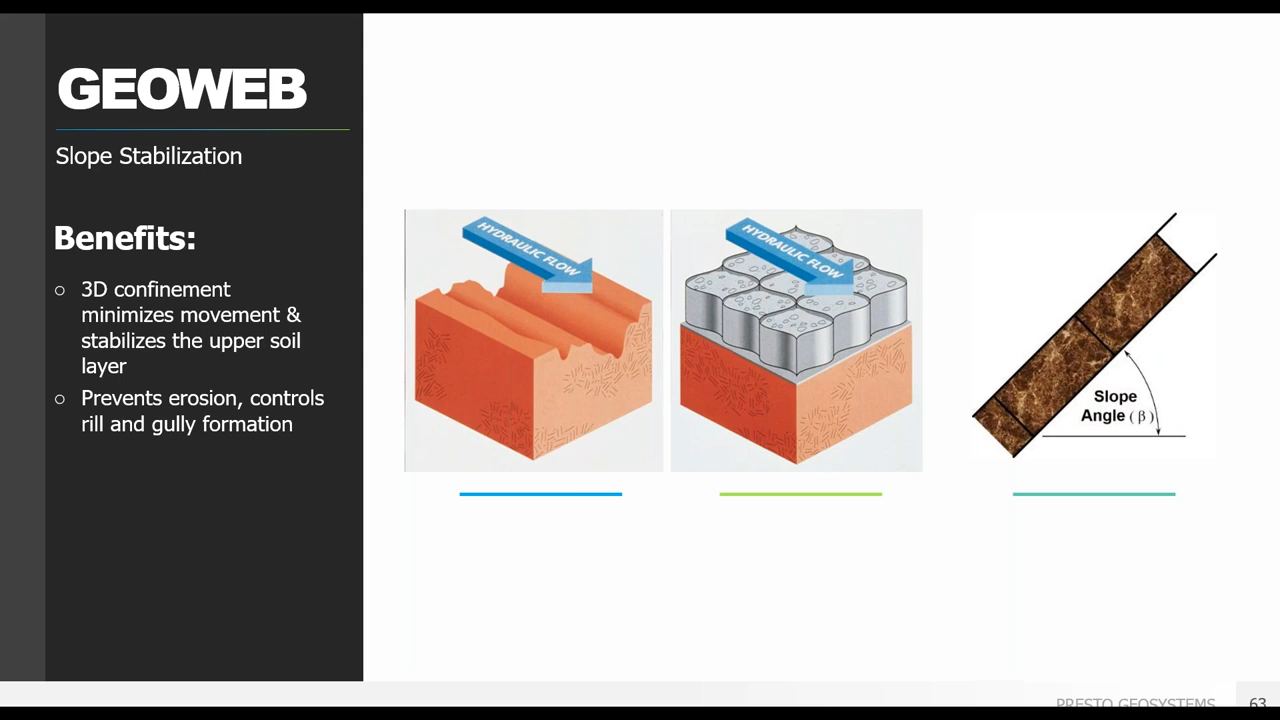 GEOWEB
Slope Stabilization
Benefits:
○ 3D confinement
minimizes movement &
stabilizes the upper soil
layer
○ Prevents erosion, controls
rill and gully formation
HYDRAULIC FLOW
HYDRAULIC FLOW
Slope
Angle (β)
PRESTO GEOSYSTEMS
63